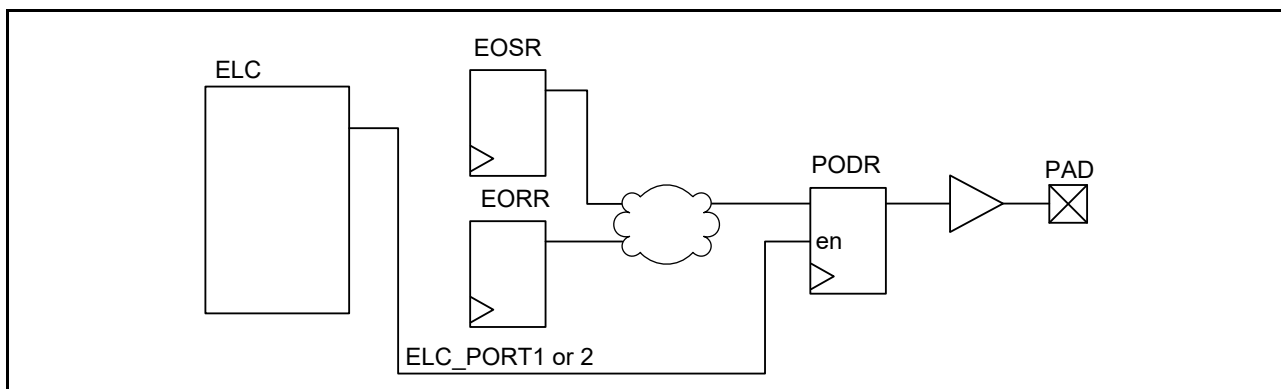 EOSR
ELC
PODR
PAD
EORR
en
ELC_PORT1 or 2